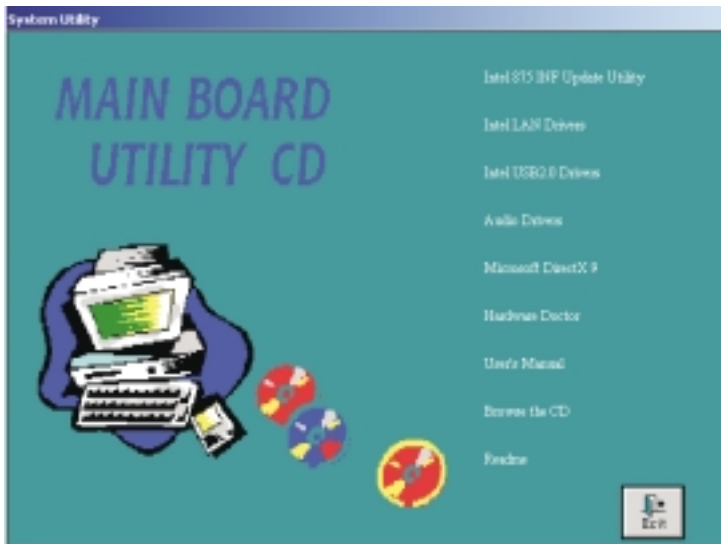 System Utility
MAIN BOARD
UTILITY CD
Intel 875 INF Update Utility
Intel LAN Drivers
Intel USB2.0 Drivers
Audio Drivers
Microsoft DirectX 9
Hardware Doctor
User's Manual
Browse the CD
Readme
Exit